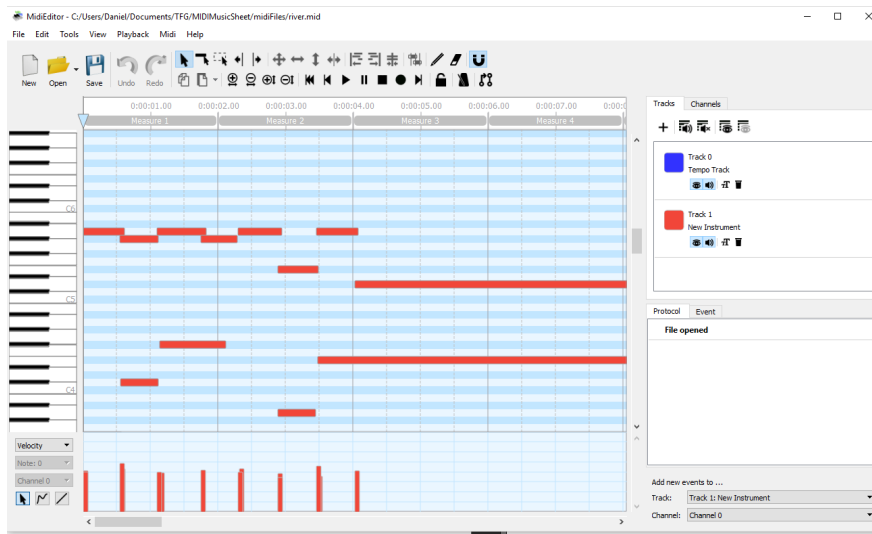 MidiEditor - C:/Users/Daniel/Documents/TFG/MIDIMusicSheet/midiFiles/river.mid
File Edit Tools View Playback Midi Help
New Open Save Undo Redo
0:00:01.00 0:00:02.00 0:00:03.00 0:00:04.00 0:00:05.00 0:00:06.00 0:00:07.00 0:00:0
Measure 1 Measure 2 Measure 3 Measure 4
C6
C5
C4
Velocity
Note: 0
Channel 0
Tracks Channels
Track 0
Tempo Track
Track 1
New Instrument
Protocol Event
File opened
Add new events to ...
Track: Track 1: New Instrument
Channel: Channel 0